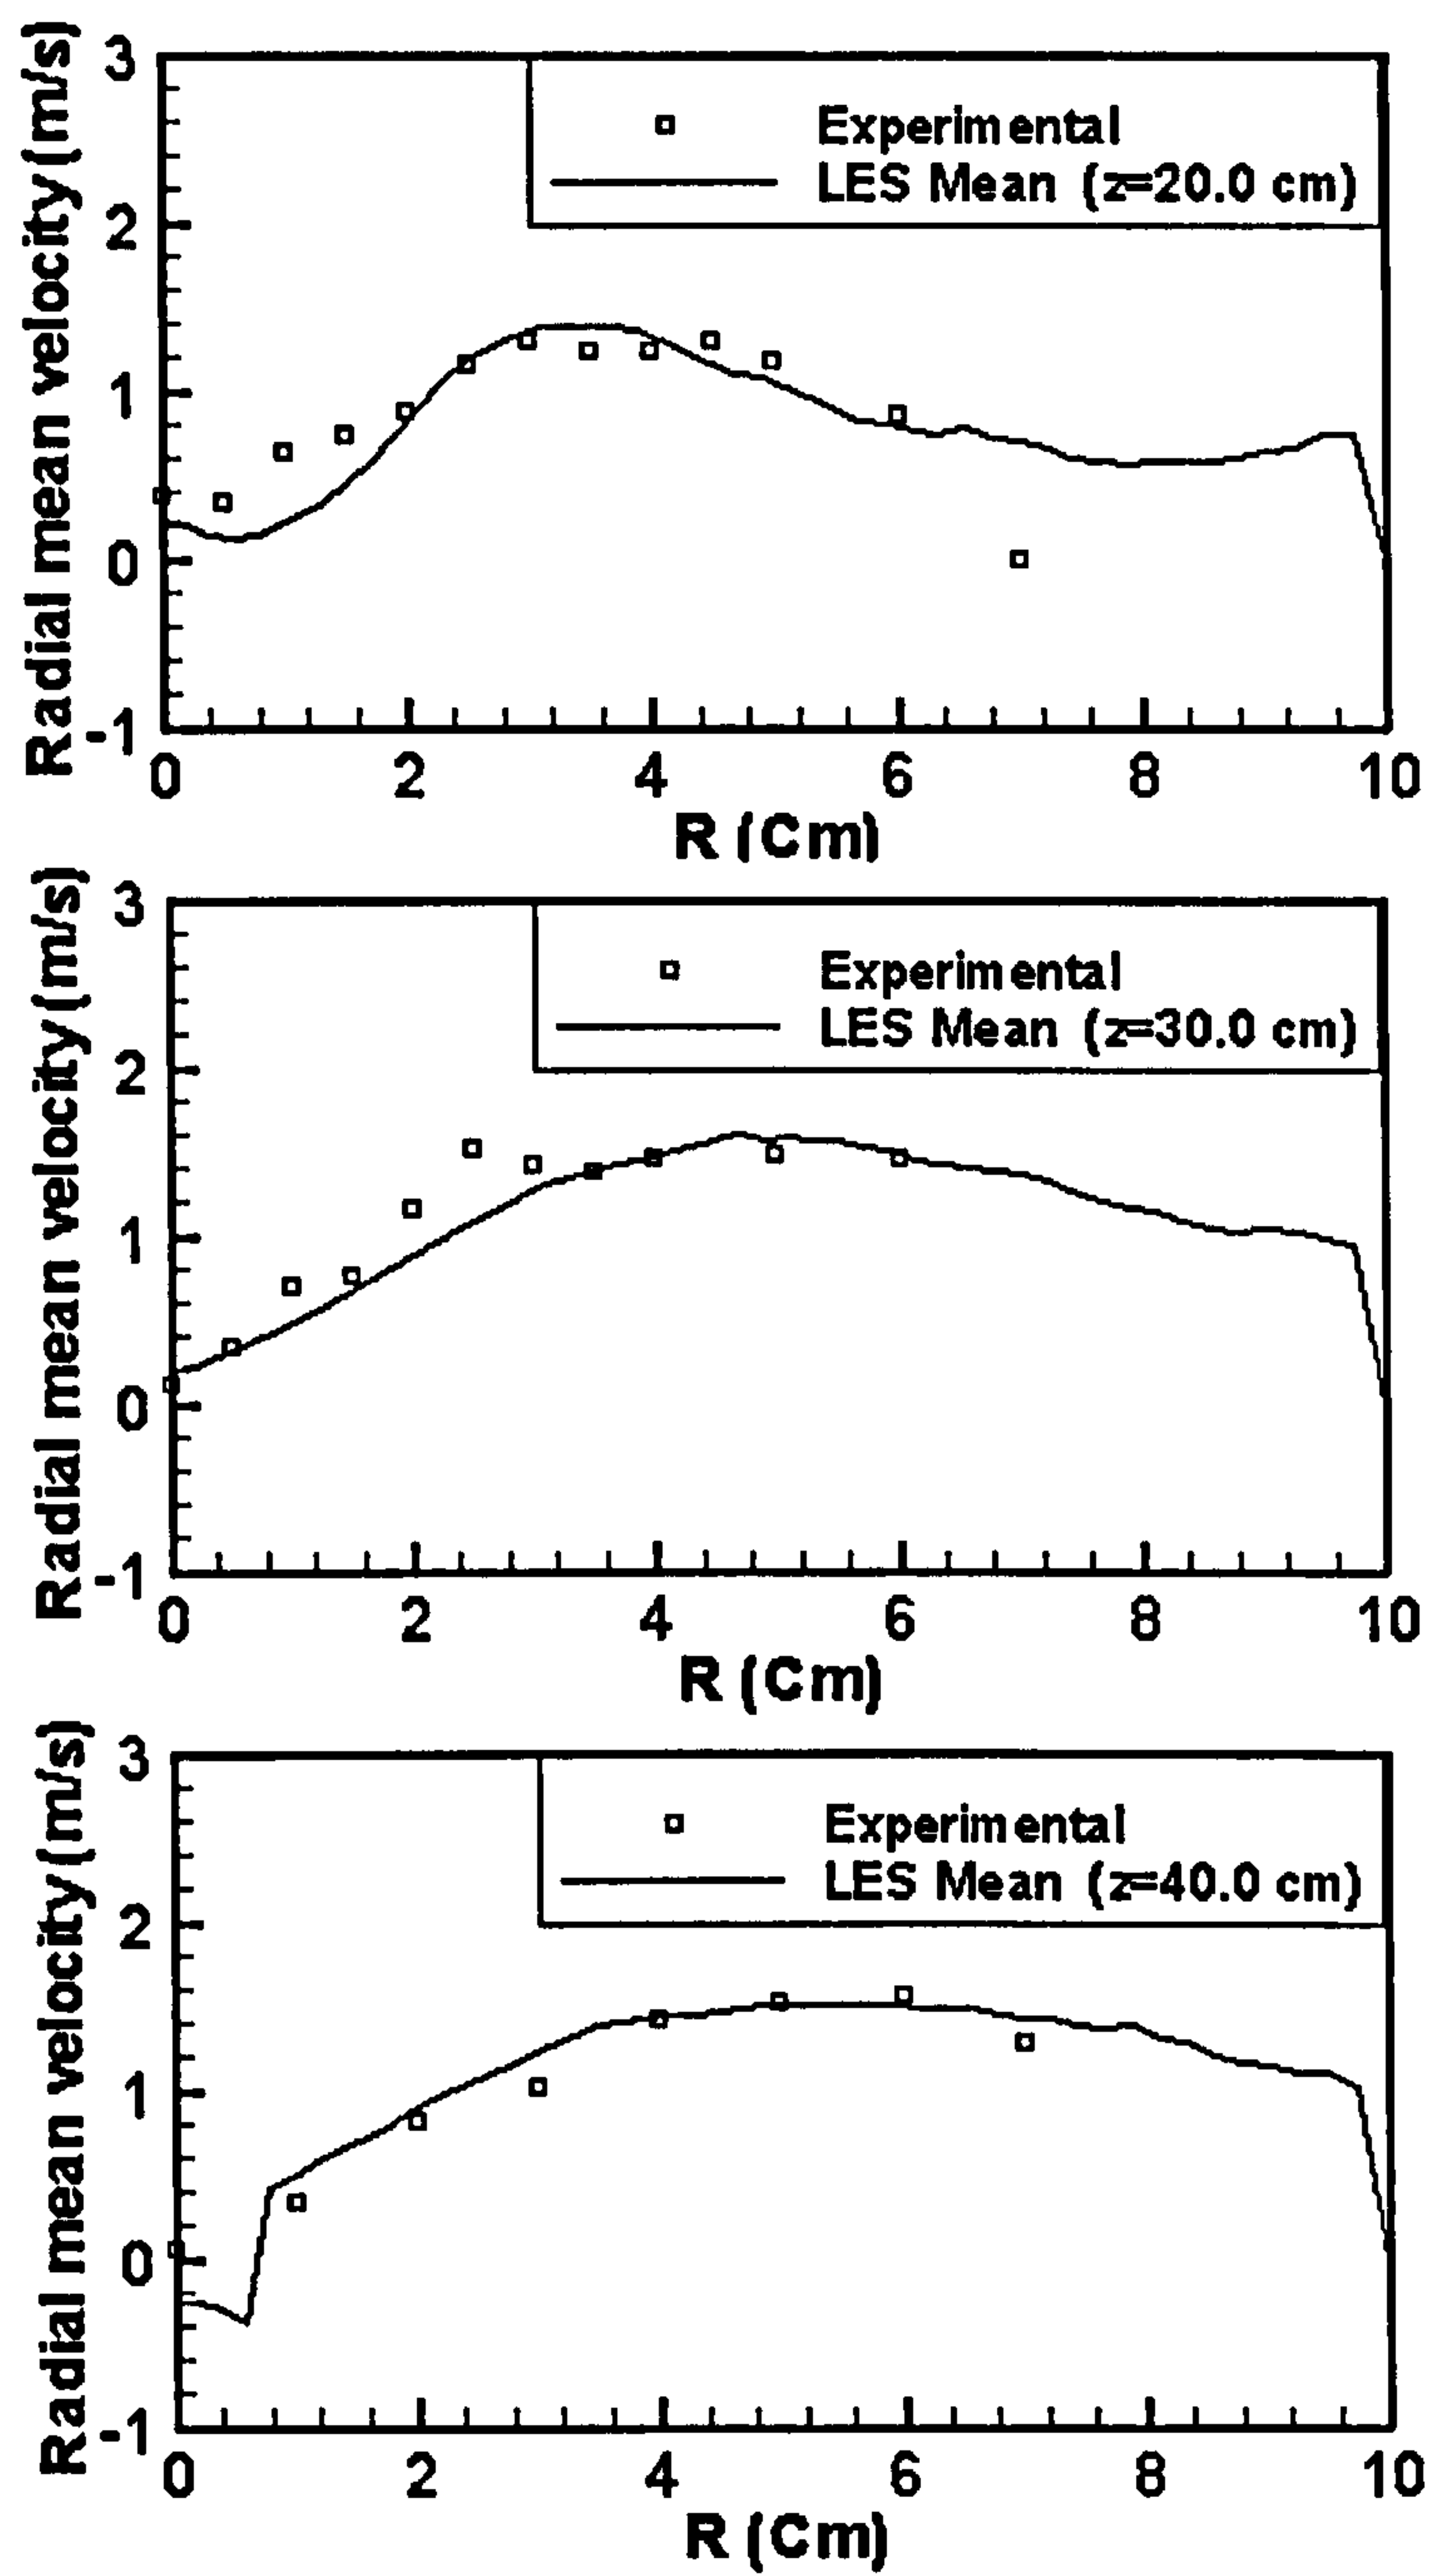 Radial mean velocity(m/s)
3
2
1
0
-1
Experimental
LES Mean (z=20.0 cm)
0 2 4 6 8 10
R (Cm)
Radial mean velocity(m/s)
3
2
1
0
-1
Experimental
LES Mean (z=30.0 cm)
0 2 4 6 8 10
R (Cm)
Radial mean velocity(m/s)
3
2
1
0
-1
Experimental
LES Mean (z=40.0 cm)
0 2 4 6 8 10
R (Cm)